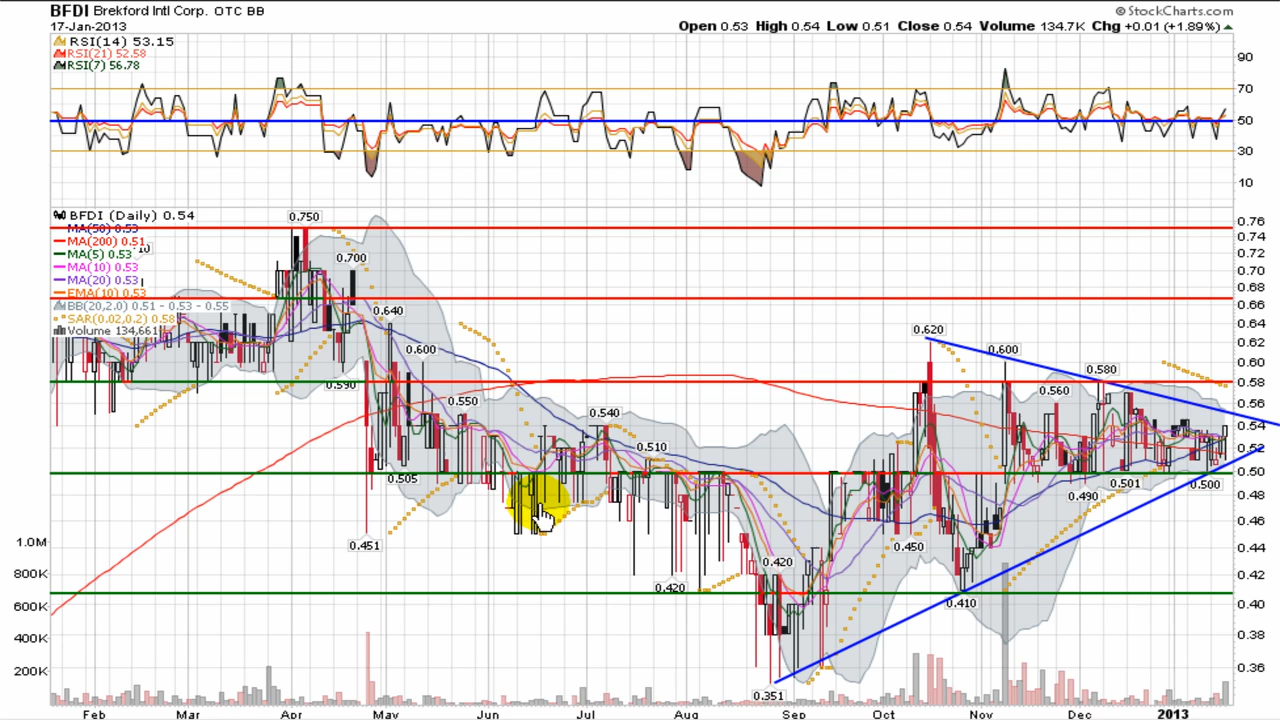 BFDI Brekford Intl Corp. OTC BB
© StockCharts.com
17-Jan-2013
Open 0.53 High 0.54 Low 0.51 Close 0.54 Volume 134.7K Chg +0.01 (+1.89%)
RSI(14) 53.15
RSI(21) 52.58
RSI(7) 56.78
90
70
50
30
10
BFDI (Daily) 0.54
MA(50) 0.53
MA(200) 0.51
MA(5) 0.53
MA(10) 0.53
MA(20) 0.53
EMA(10) 0.53
BB(20,2.0) 0.51 - 0.53 - 0.55
SAR(0.02,0.2) 0.58
Volume 134,661
0.750
0.700
0.640
0.600
0.590
0.550
0.540
0.510
0.505
0.451
0.420
0.420
0.351
0.450
0.620
0.410
0.600
0.560
0.580
0.490
0.501
0.500
0.76
0.74
0.72
0.70
0.68
0.66
0.64
0.62
0.60
0.58
0.56
0.54
0.52
0.50
0.48
0.46
0.44
0.42
0.40
0.38
0.36
1.0M
800K
600K
400K
200K
Feb Mar Apr May Jun Jul Aug Sep Oct Nov Dec 2013